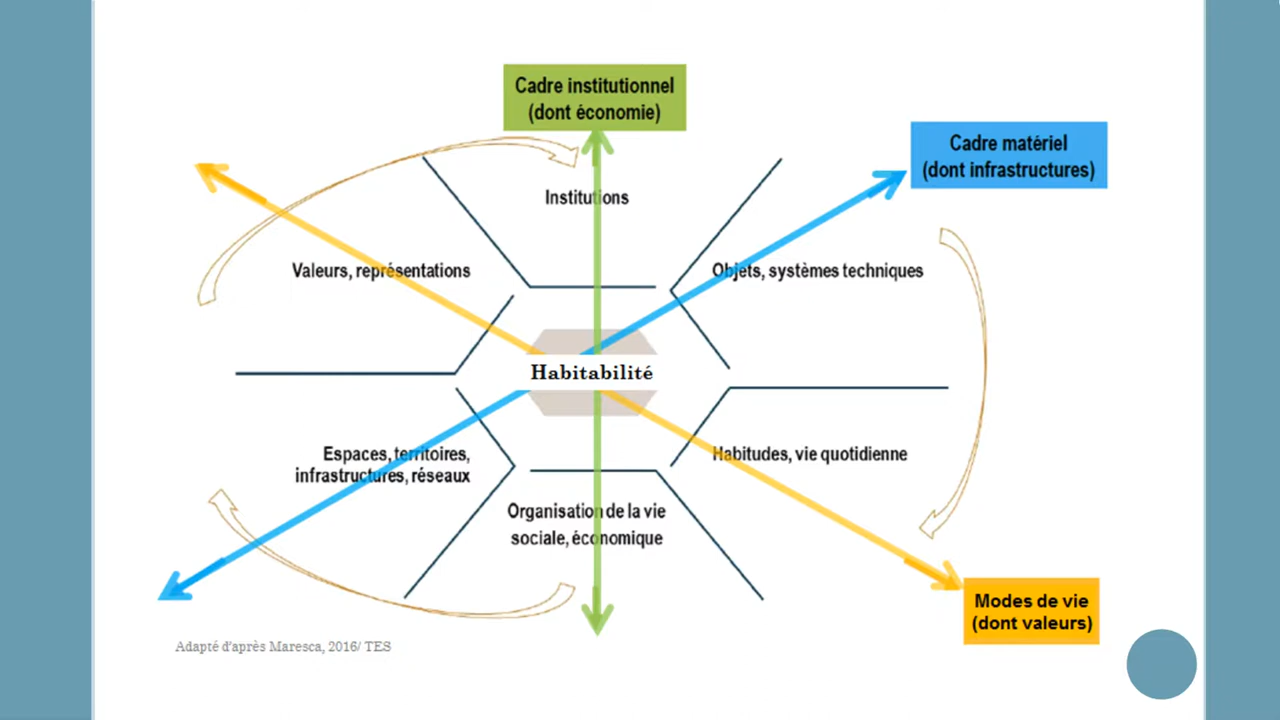 Cadre institutionnel
(dont économie)
Cadre matériel
(dont infrastructures)
Institutions
Valeurs, représentations
Objets, systèmes techniques
Habitabilité
Espaces, territoires,
infrastructures, réseaux
Habitudes, vie quotidienne
Organisation de la vie
sociale, économique
Modes de vie
(dont valeurs)
Adapté d'après Maresca, 2016/ TES